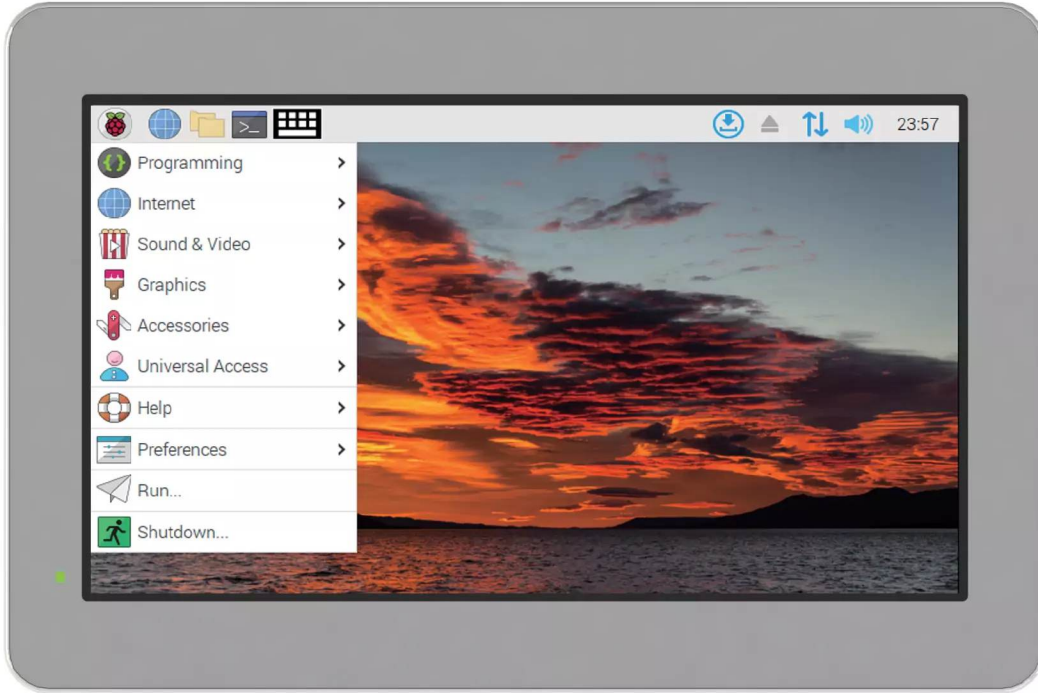 23:57
Programming
Internet
Sound & Video
Graphics
Accessories
Universal Access
Help
Preferences
Run...
Shutdown...